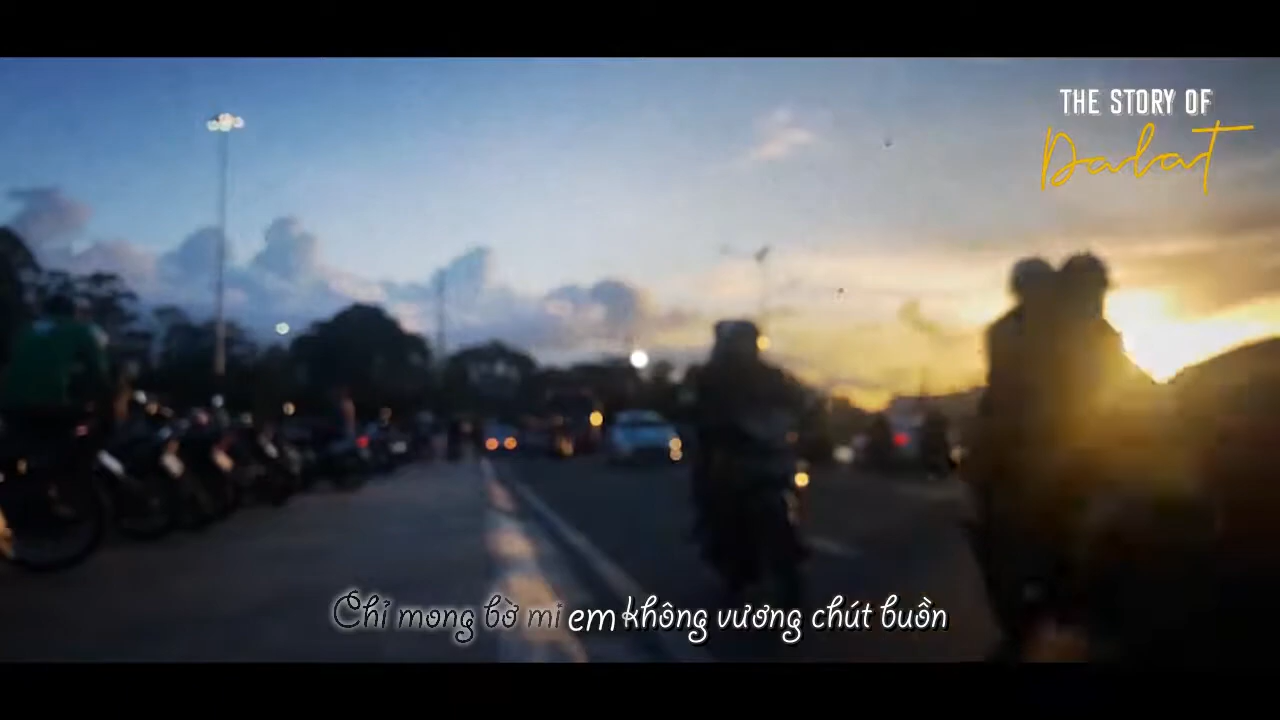 THE STORY OF
Dalat
Chỉ mong bờ mi em không vương chút buồn